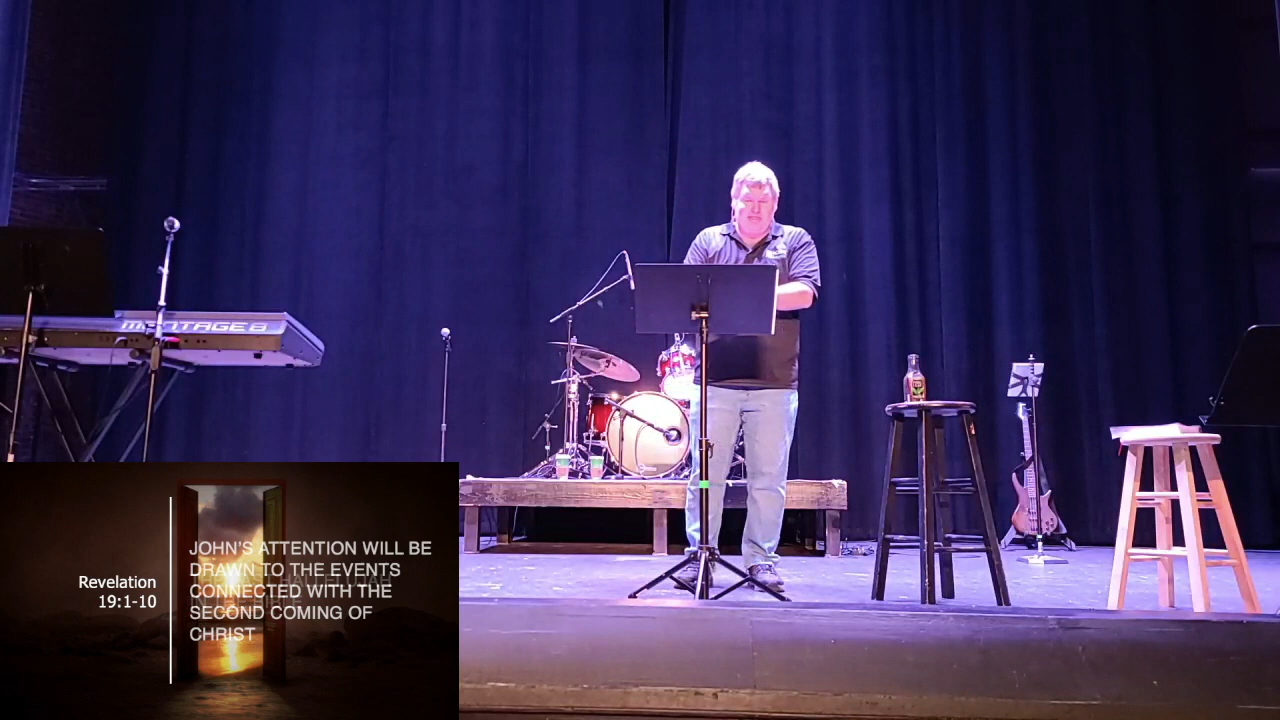 MONTAGE8
Revelation
19:1-10
JOHN'S ATTENTION WILL BE
DRAWN TO THE EVENTS
CONNECTED WITH THE
SECOND COMING OF
CHRIST